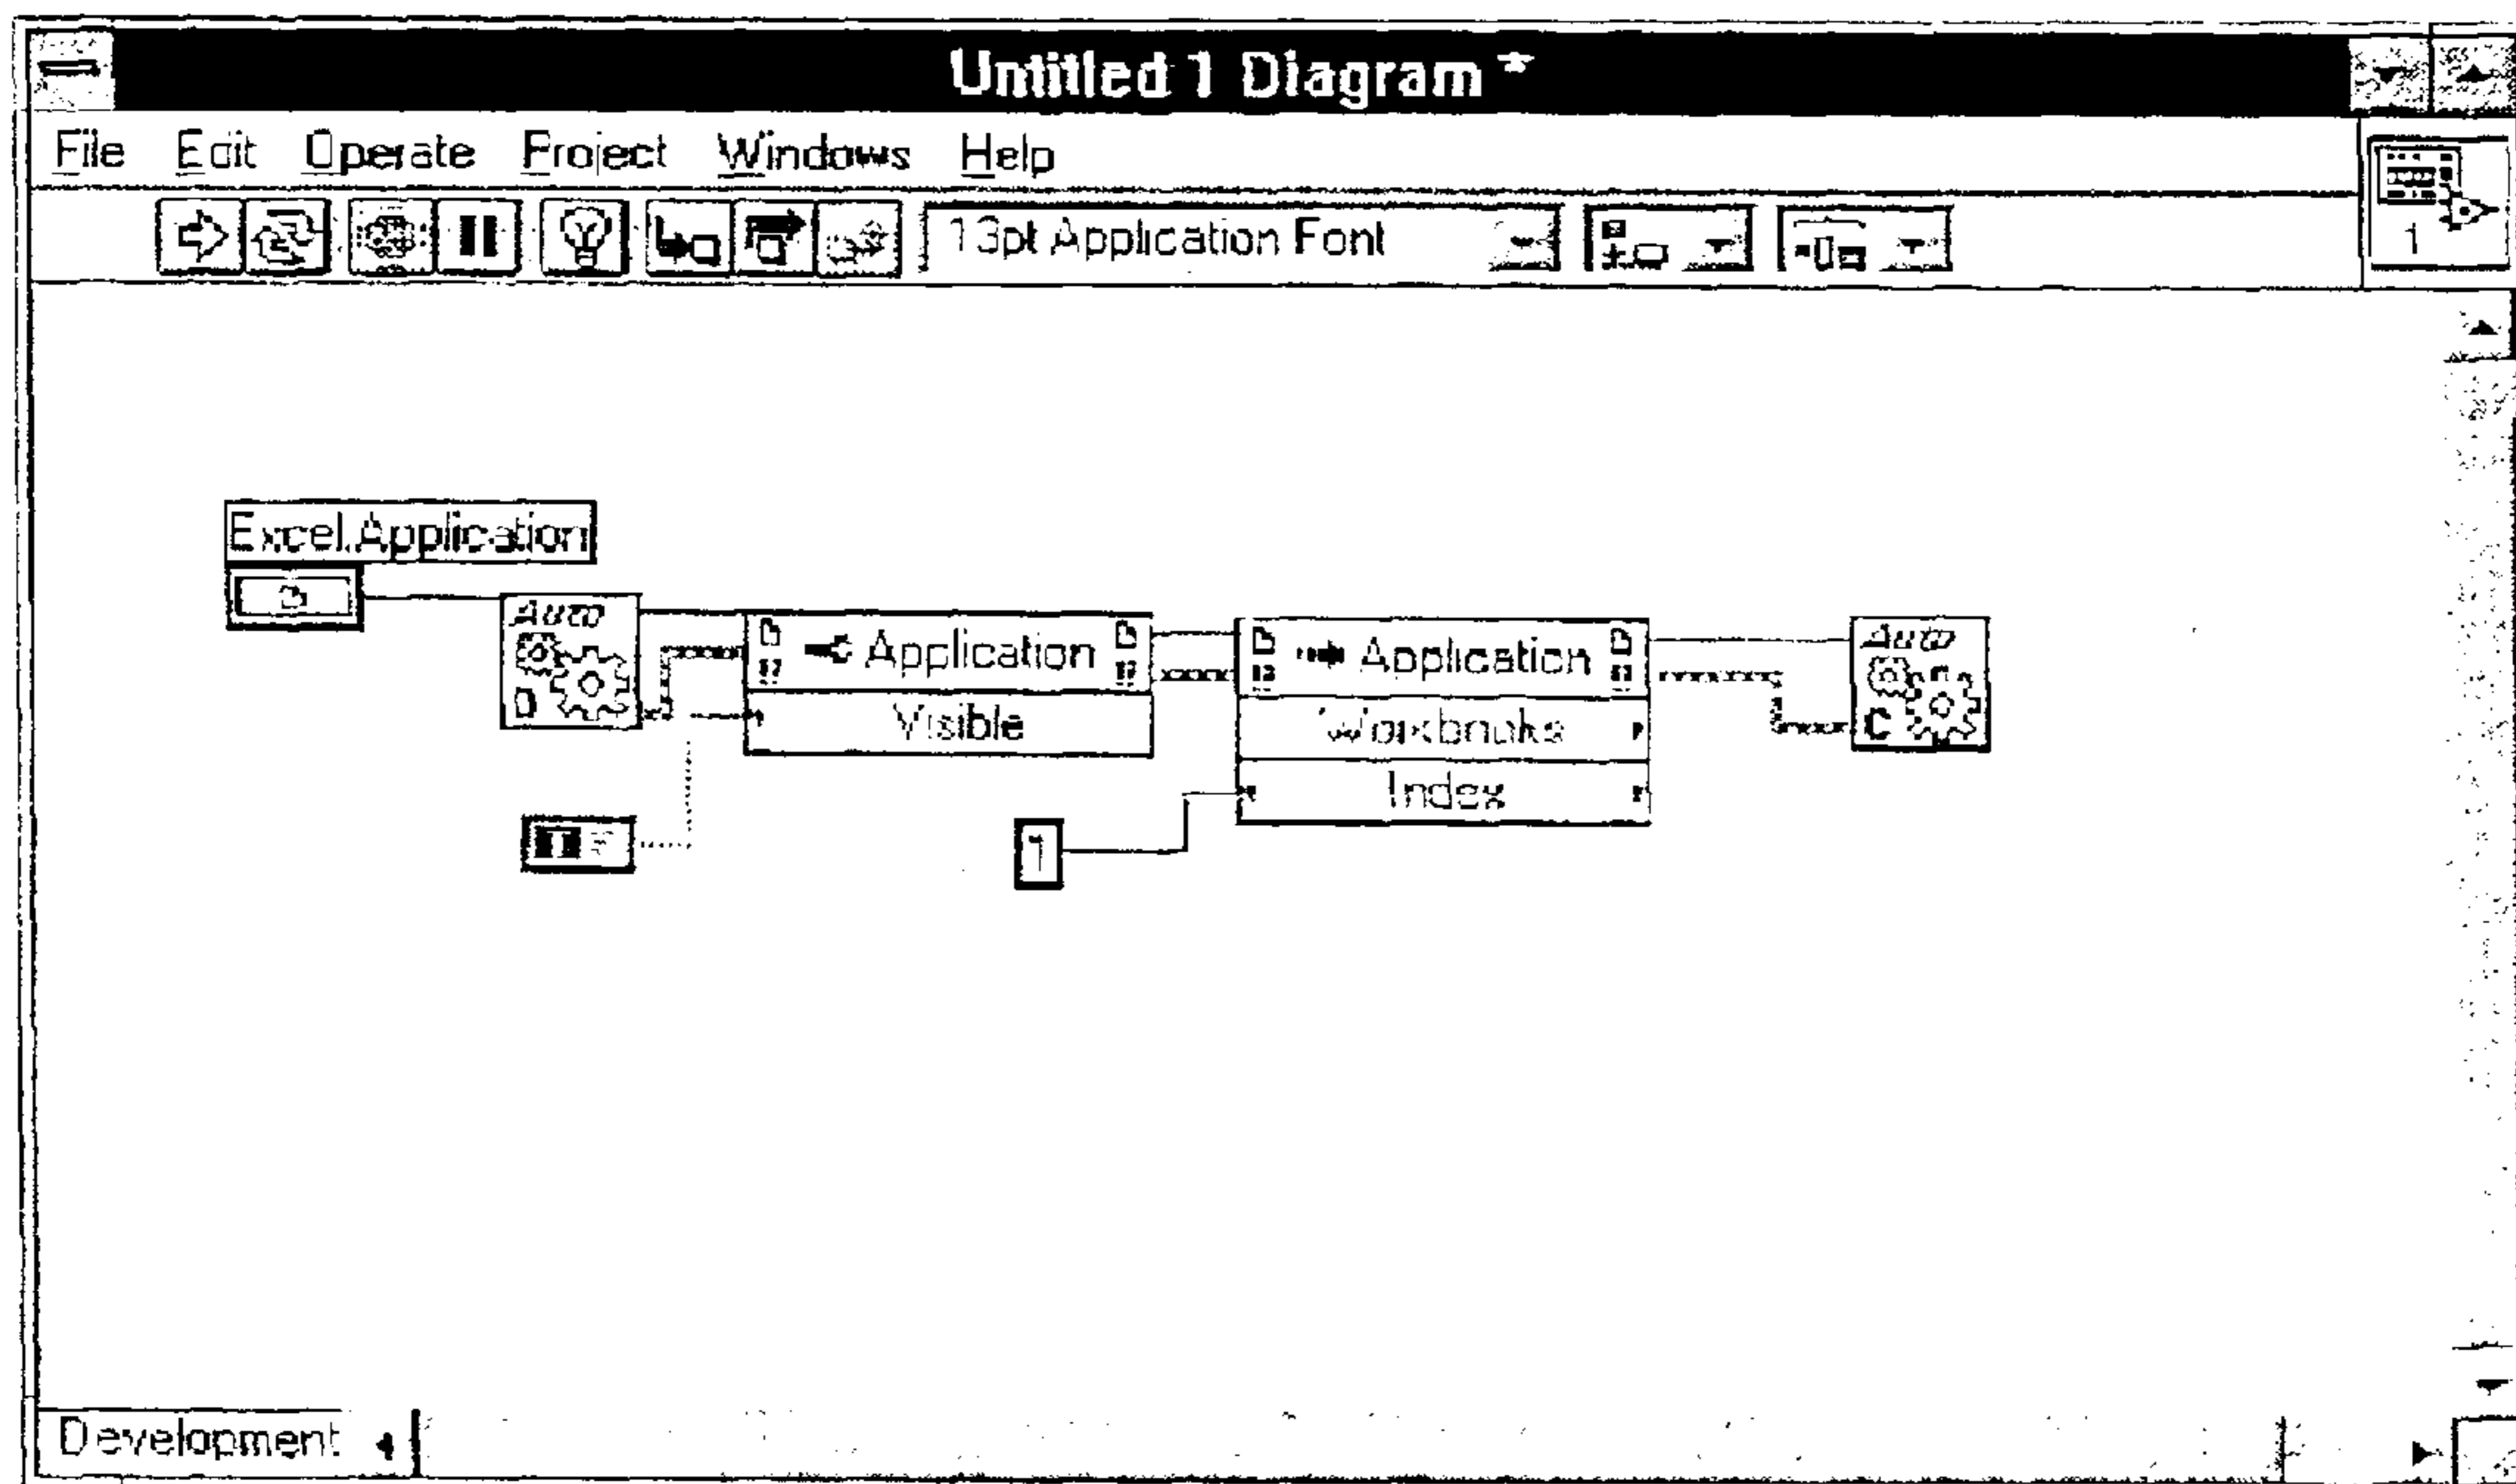 Untitled 1 Diagram *
File Edit Operate Project Windows Help
13pt Application Font
1
Excel.Application
Auto
Application
Visible
Application
Workbooks
Index
Auto
C
1
Development